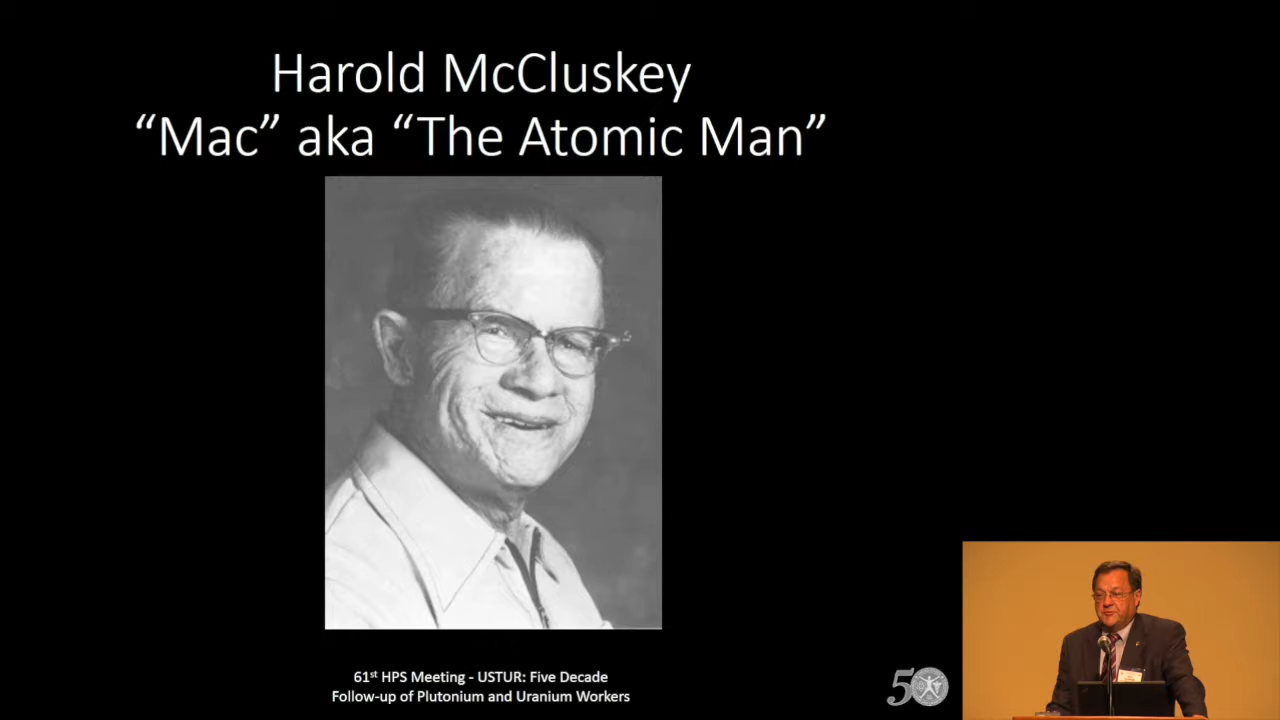 Harold McCluskey
“Mac” aka “The Atomic Man”
61st HPS Meeting - USTUR: Five Decade
Follow-up of Plutonium and Uranium Workers
50